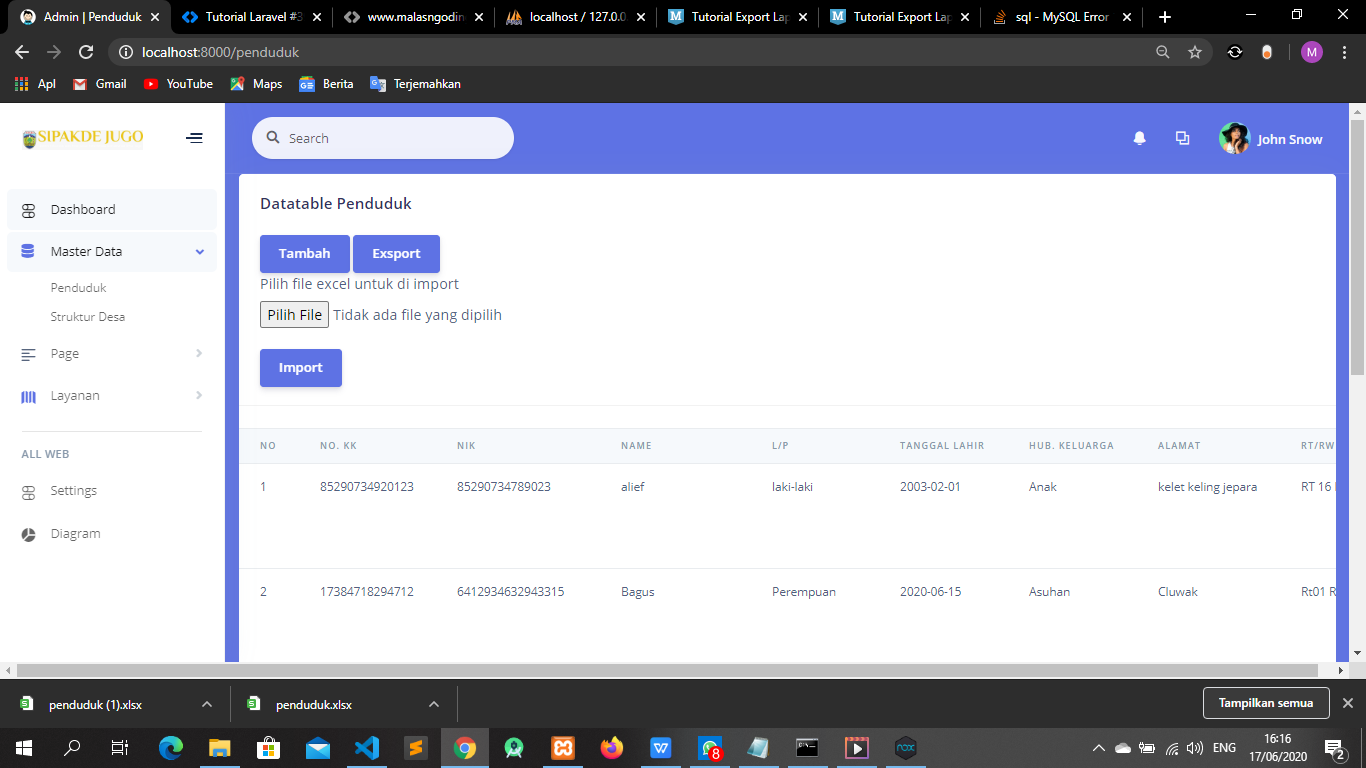 Admin | Penduduk
Tutorial Laravel #3
www.malasngodin
localhost / 127.0.0
Tutorial Export Lap
Tutorial Export Lap
sql - MySQL Error
localhost:8000/penduduk
M
Apl
Gmail
YouTube
Maps
Berita
Terjemahkan
SIPAKDE JUGO
Search
John Snow
Dashboard
Master Data
Penduduk
Struktur Desa
Page
Layanan
ALL WEB
Settings
Diagram
Datatable Penduduk
Tambah Exsport
Pilih file excel untuk di import
Pilih File Tidak ada file yang dipilih
Import
NO NO. KK NIK NAME L/P TANGGAL LAHIR HUB. KELUARGA ALAMAT RT/RW
1 85290734920123 85290734789023 alief laki-laki 2003-02-01 Anak kelet keling jepara RT 16
2 17384718294712 6412934632943315 Bagus Perempuan 2020-06-15 Asuhan Cluwak Rt01 R
penduduk (1).xlsx
penduduk.xlsx
Tampilkan semua
8
ENG
16:16
17/06/2020
2